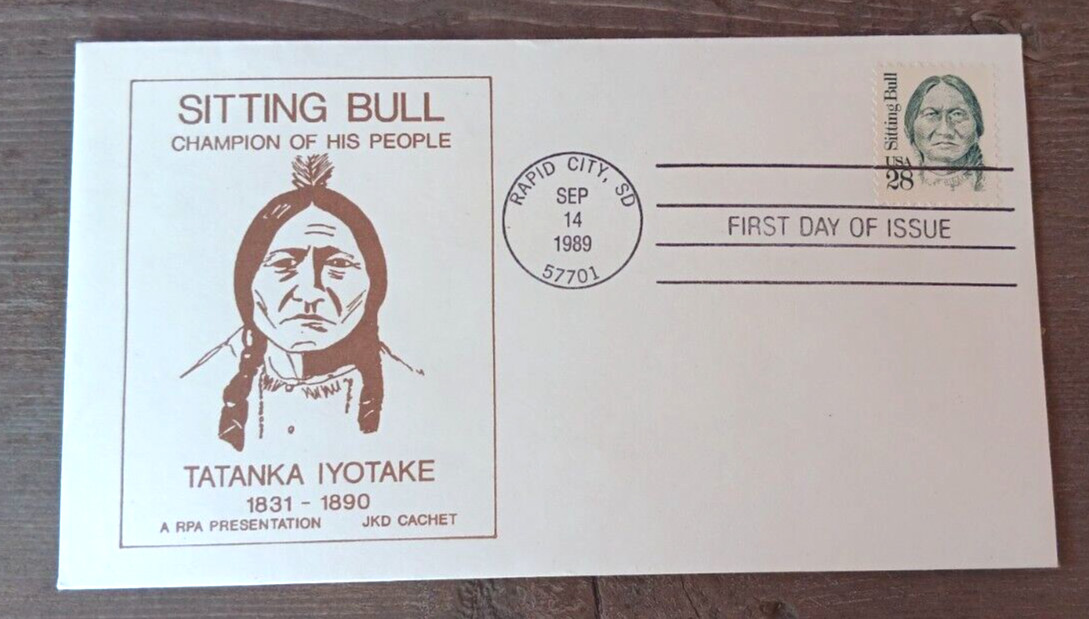 SITTING BULL
CHAMPION OF HIS PEOPLE
TATANKA IYOTAKE
1831 - 1890
A RPA PRESENTATION JKD CACHET
RAPID CITY, SD
SEP
14
1989
57701
Sitting Bull
USA
28
FIRST DAY OF ISSUE